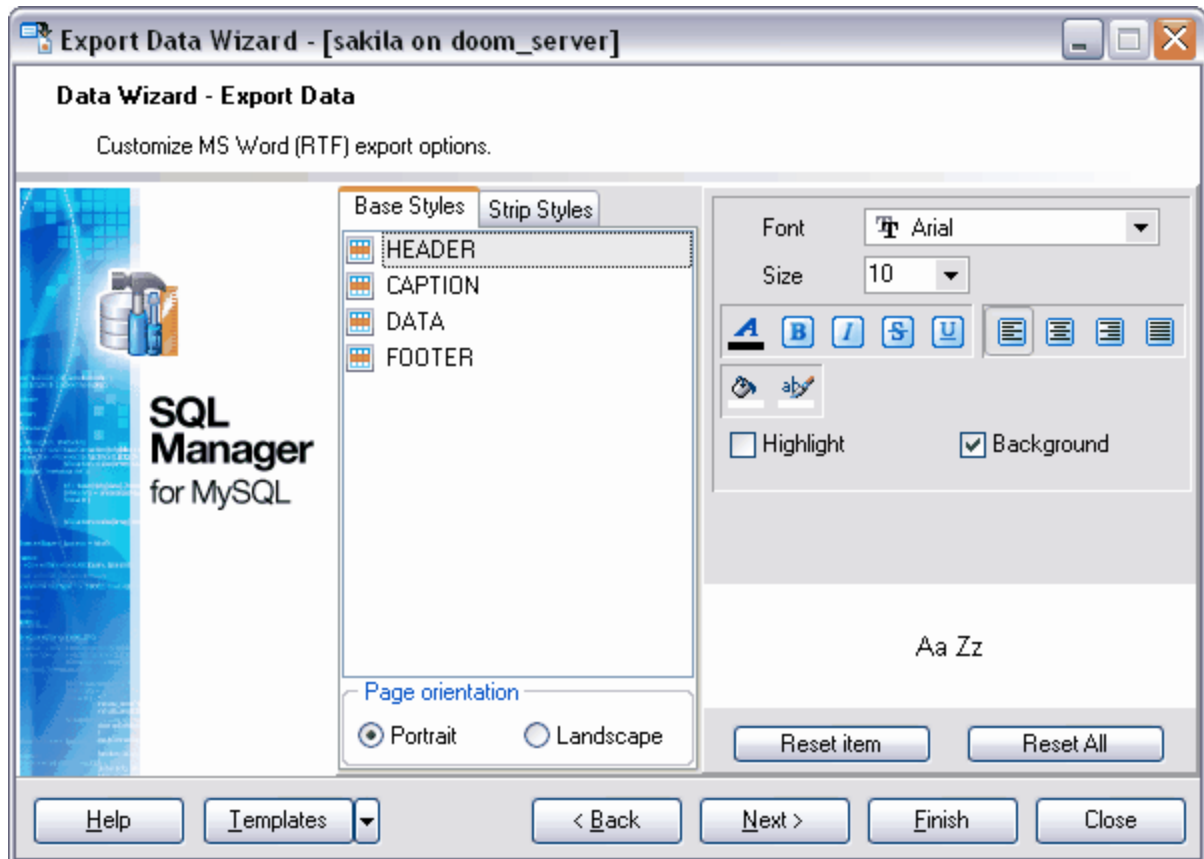 Export Data Wizard - [sakila on doom_server]
Data Wizard - Export Data
Customize MS Word (RTF) export options.
SQL
Manager
for MySQL
Base Styles
Strip Styles
HEADER
CAPTION
DATA
FOOTER
Page orientation
Portrait
Landscape
Font
Arial
Size
10
A
B
I
S
U
ab
Highlight
Background
Aa Zz
Reset item
Reset All
Help
Templates
< Back
Next >
Finish
Close